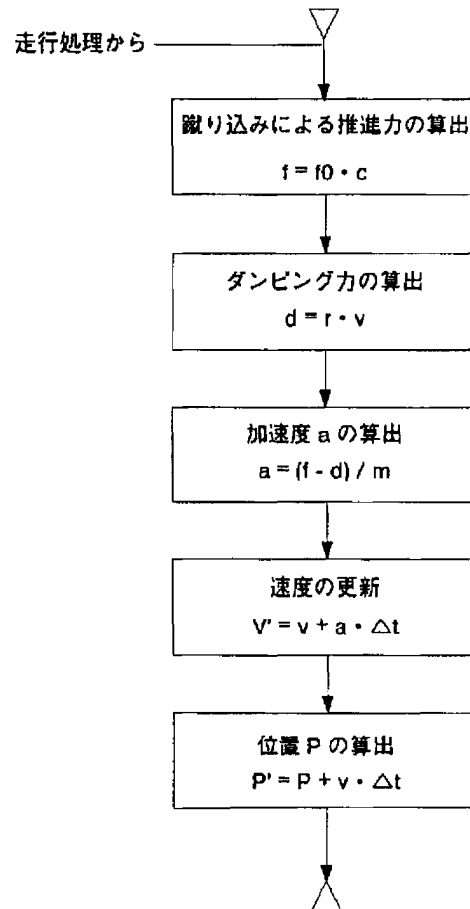 走行処理から
蹴り込みによる推進力の算出
f = f0・c
ダンピング力の算出
d = r・v
加速度 a の算出
a = (f - d) / m
速度の更新
V' = v + a・△t
位置 P の算出
P' = P + v・△t